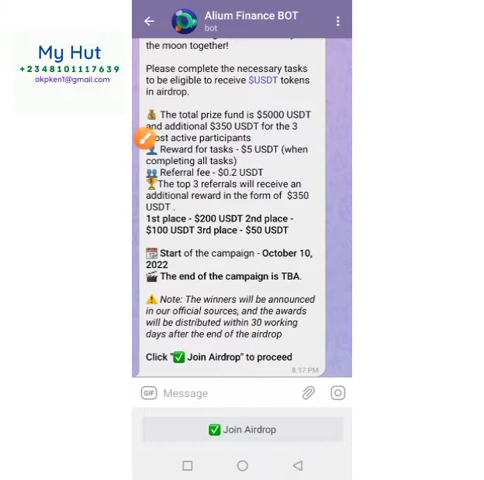 Alium Finance BOT
bot
My Hut
+2348101117639
akpken1@gmail.com
the moon together!
Please complete the necessary tasks
to be eligible to receive $USDT tokens
in airdrop.
💰 The total prize fund is $5000 USDT
and additional $350 USDT for the 3
most active participants
👤 Reward for tasks - $5 USDT (when
completing all tasks)
👥 Referral fee - $0.2 USDT
🏆The top 3 referrals will receive an
additional reward in the form of $350
USDT .
1st place - $200 USDT 2nd place -
$100 USDT 3rd place - $50 USDT
📆 Start of the campaign - October 10,
2022
🎬 The end of the campaign is TBA.
⚠️ Note: The winners will be announced
in our official sources, and the awards
will be distributed within 30 working
days after the end of the airdrop
Click "✅ Join Airdrop" to proceed
8:17 PM
GIF Message
✅ Join Airdrop